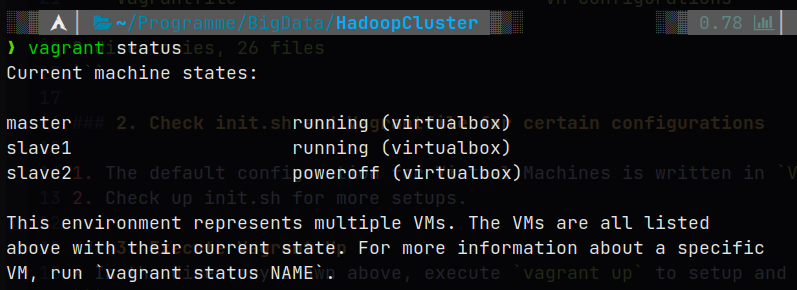 ~/Programme/BigData/HadoopCluster 0.78
❯ vagrant status
Current machine states:
master running (virtualbox)
slave1 running (virtualbox)
slave2 poweroff (virtualbox)
This environment represents multiple VMs. The VMs are all listed
above with their current state. For more information about a specific
VM, run `vagrant status NAME`.